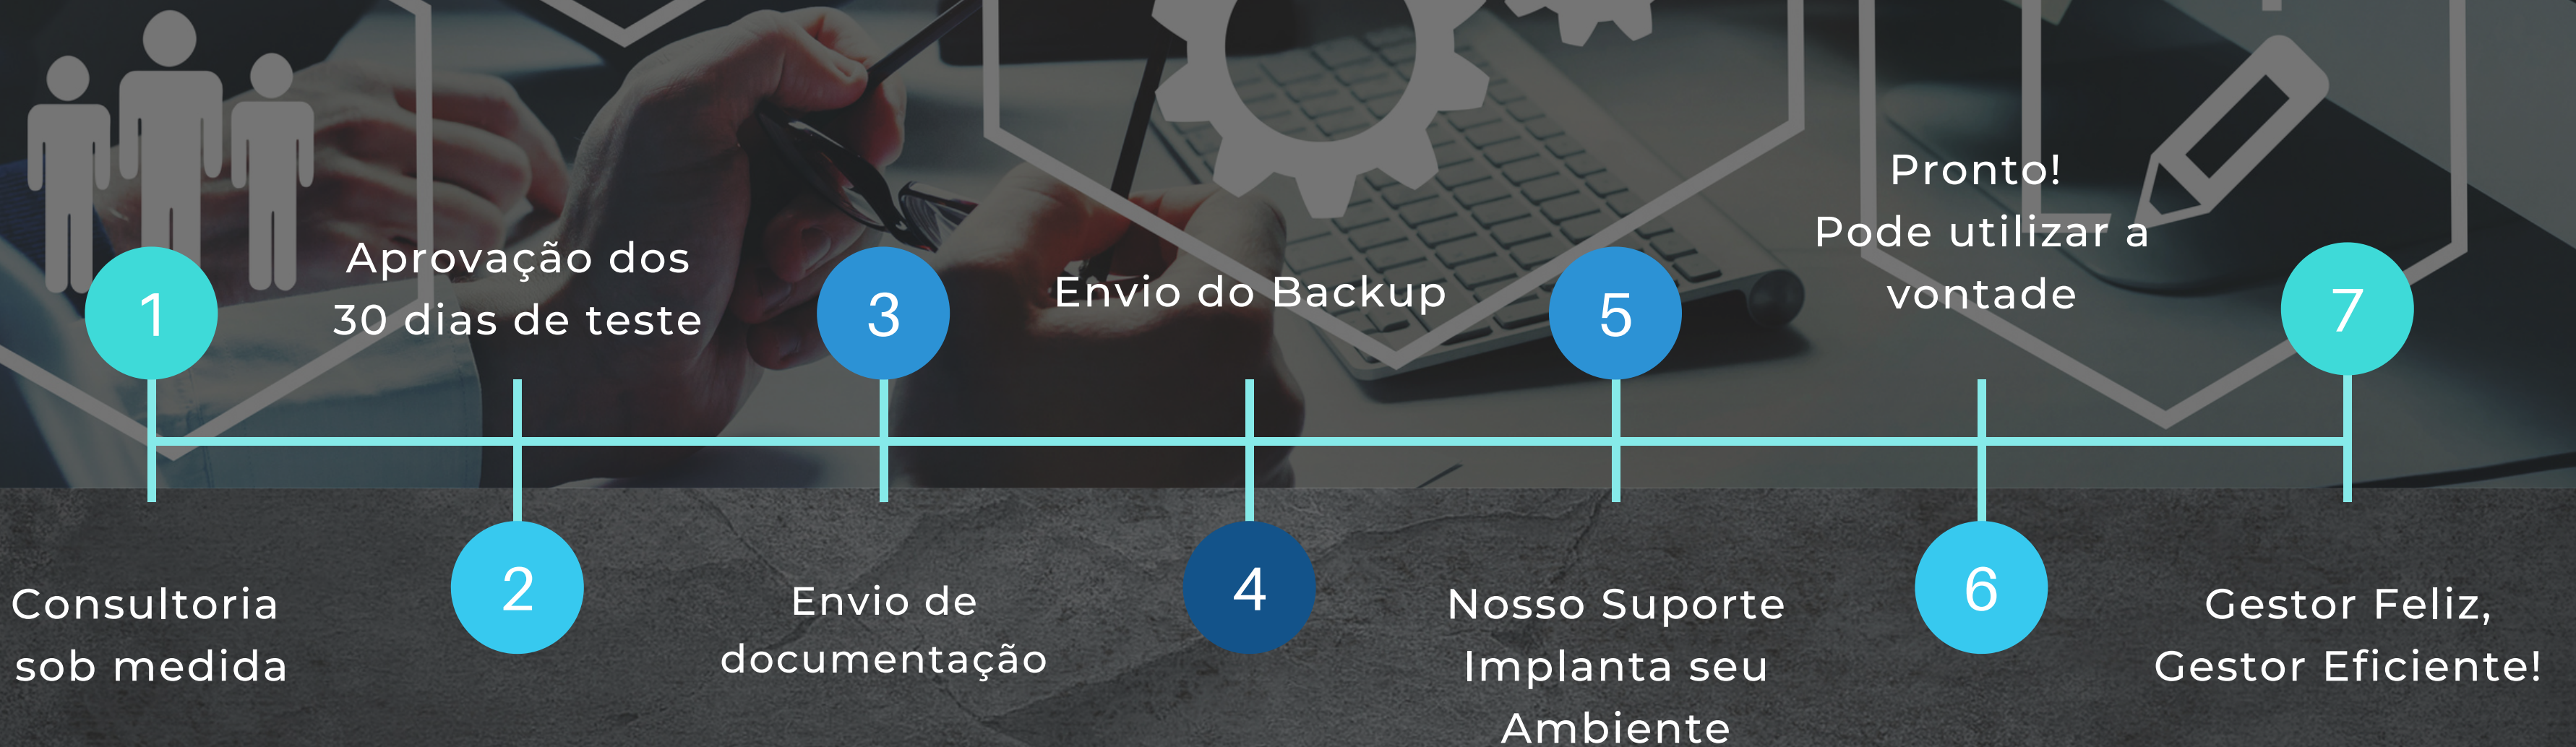 1
Consultoria
sob medida
Aprovação dos
30 dias de teste
2
3
Envio de
documentação
Envio do Backup
4
5
Nosso Suporte
Implanta seu
Ambiente
Pronto!
Pode utilizar a
vontade
6
7
Gestor Feliz,
Gestor Eficiente!